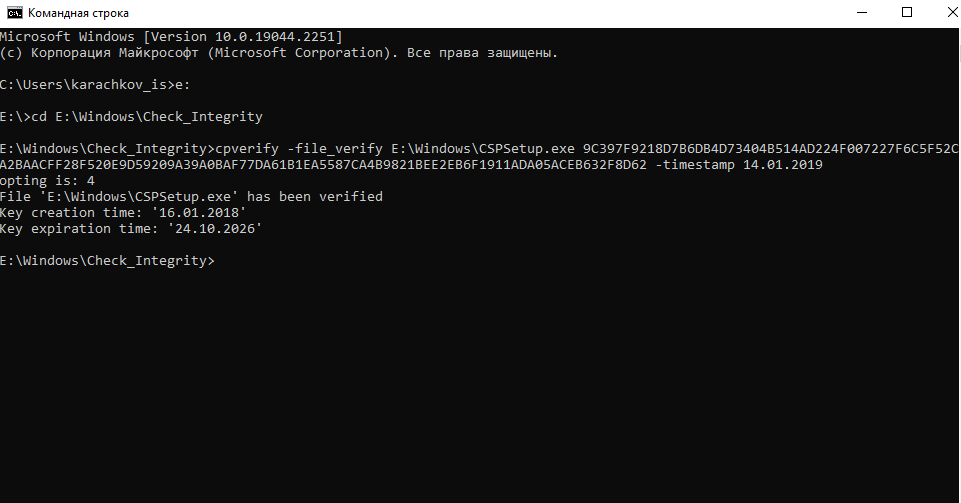 Командная строка
Microsoft Windows [Version 10.0.19044.2251]
(c) Корпорация Майкрософт (Microsoft Corporation). Все права защищены.
C:\Users\karachkov_is>e:
E:\>cd E:\Windows\Check_Integrity
E:\Windows\Check_Integrity>cpverify -file_verify E:\Windows\CSPSetup.exe 9C397F9218D7B6DB4D73404B514AD224F007227F6C5F52C
A2BAACFF28F520E9D59209A39A0BAF77DA61B1EA5587CA4B9821BEE2EB6F1911ADA05ACEB632F8D62 -timestamp 14.01.2019
opting is: 4
File 'E:\Windows\CSPSetup.exe' has been verified
Key creation time: '16.01.2018'
Key expiration time: '24.10.2026'
E:\Windows\Check_Integrity>